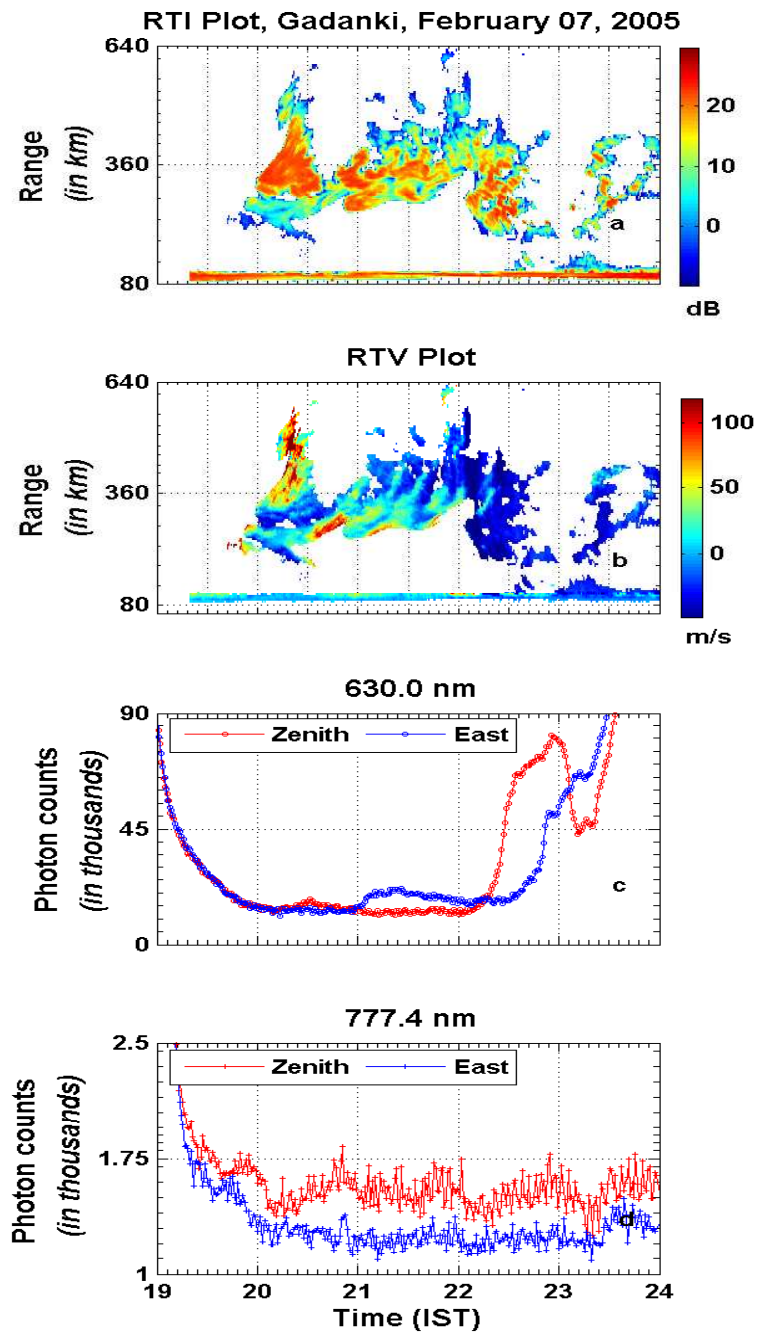 RTI Plot, Gadanki, February 07, 2005
640
360
80
Range
(in km)
a
20
10
0
dB
RTV Plot
640
360
80
Range
(in km)
b
100
50
0
m/s
630.0 nm
90
45
0
Photon counts
(in thousands)
Zenith East
c
777.4 nm
2.5
1.75
1
Photon counts
(in thousands)
Zenith East
d
19 20 21 22 23 24
Time (IST)